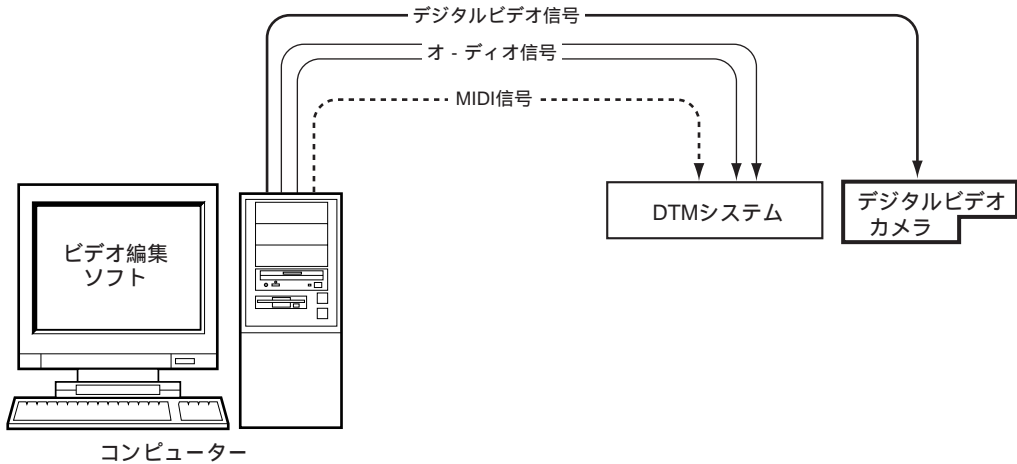 デジタルビデオ信号
オ - ディオ信号
MIDI信号
DTMシステム
デジタルビデオ
カメラ
ビデオ編集
ソフト
コンピューター